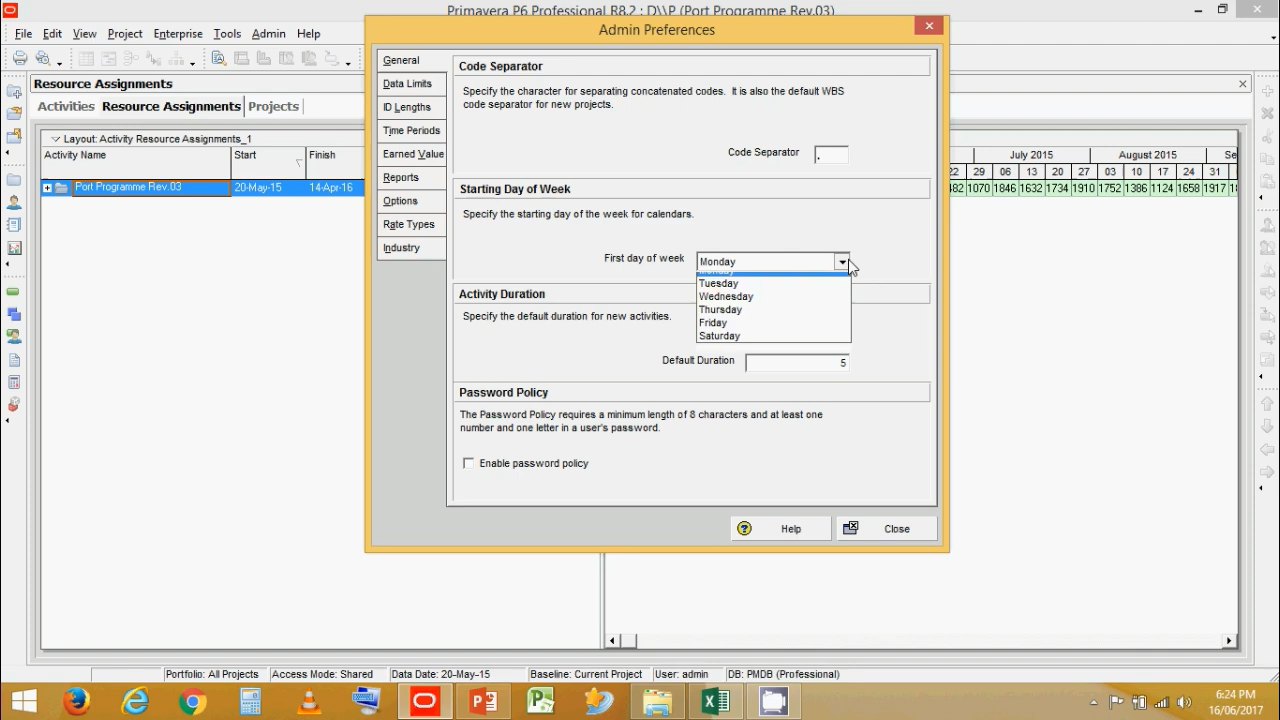 Primavera P6 Professional R8.2 : D\\P (Port Programme Rev.03)
File Edit View Project Enterprise Tools Admin Help
Admin Preferences
Resource Assignments
Activities Resource Assignments Projects
Layout: Activity Resource Assignments_1
Activity Name Start Finish
Port Programme Rev.03 20-May-15 14-Apr-16
July 2015 August 2015 Se
22 29 06 13 20 27 03 10 17 24 31
482 1070 1846 1632 1734 1910 1752 1386 1124 1658 1917
General
Data Limits
ID Lengths
Time Periods
Earned Value
Reports
Options
Rate Types
Industry
Code Separator
Specify the character for separating concatenated codes. It is also the default WBS
code separator for new projects.
Code Separator .
Starting Day of Week
Specify the starting day of the week for calendars.
First day of week Monday
Monday
Tuesday
Wednesday
Thursday
Friday
Saturday
Activity Duration
Specify the default duration for new activities.
Default Duration 5
Password Policy
The Password Policy requires a minimum length of 8 characters and at least one
number and one letter in a user's password.
Enable password policy
Help Close
Portfolio: All Projects Access Mode: Shared Data Date: 20-May-15 Baseline: Current Project User: admin DB: PMDB (Professional)
6:24 PM
16/06/2017